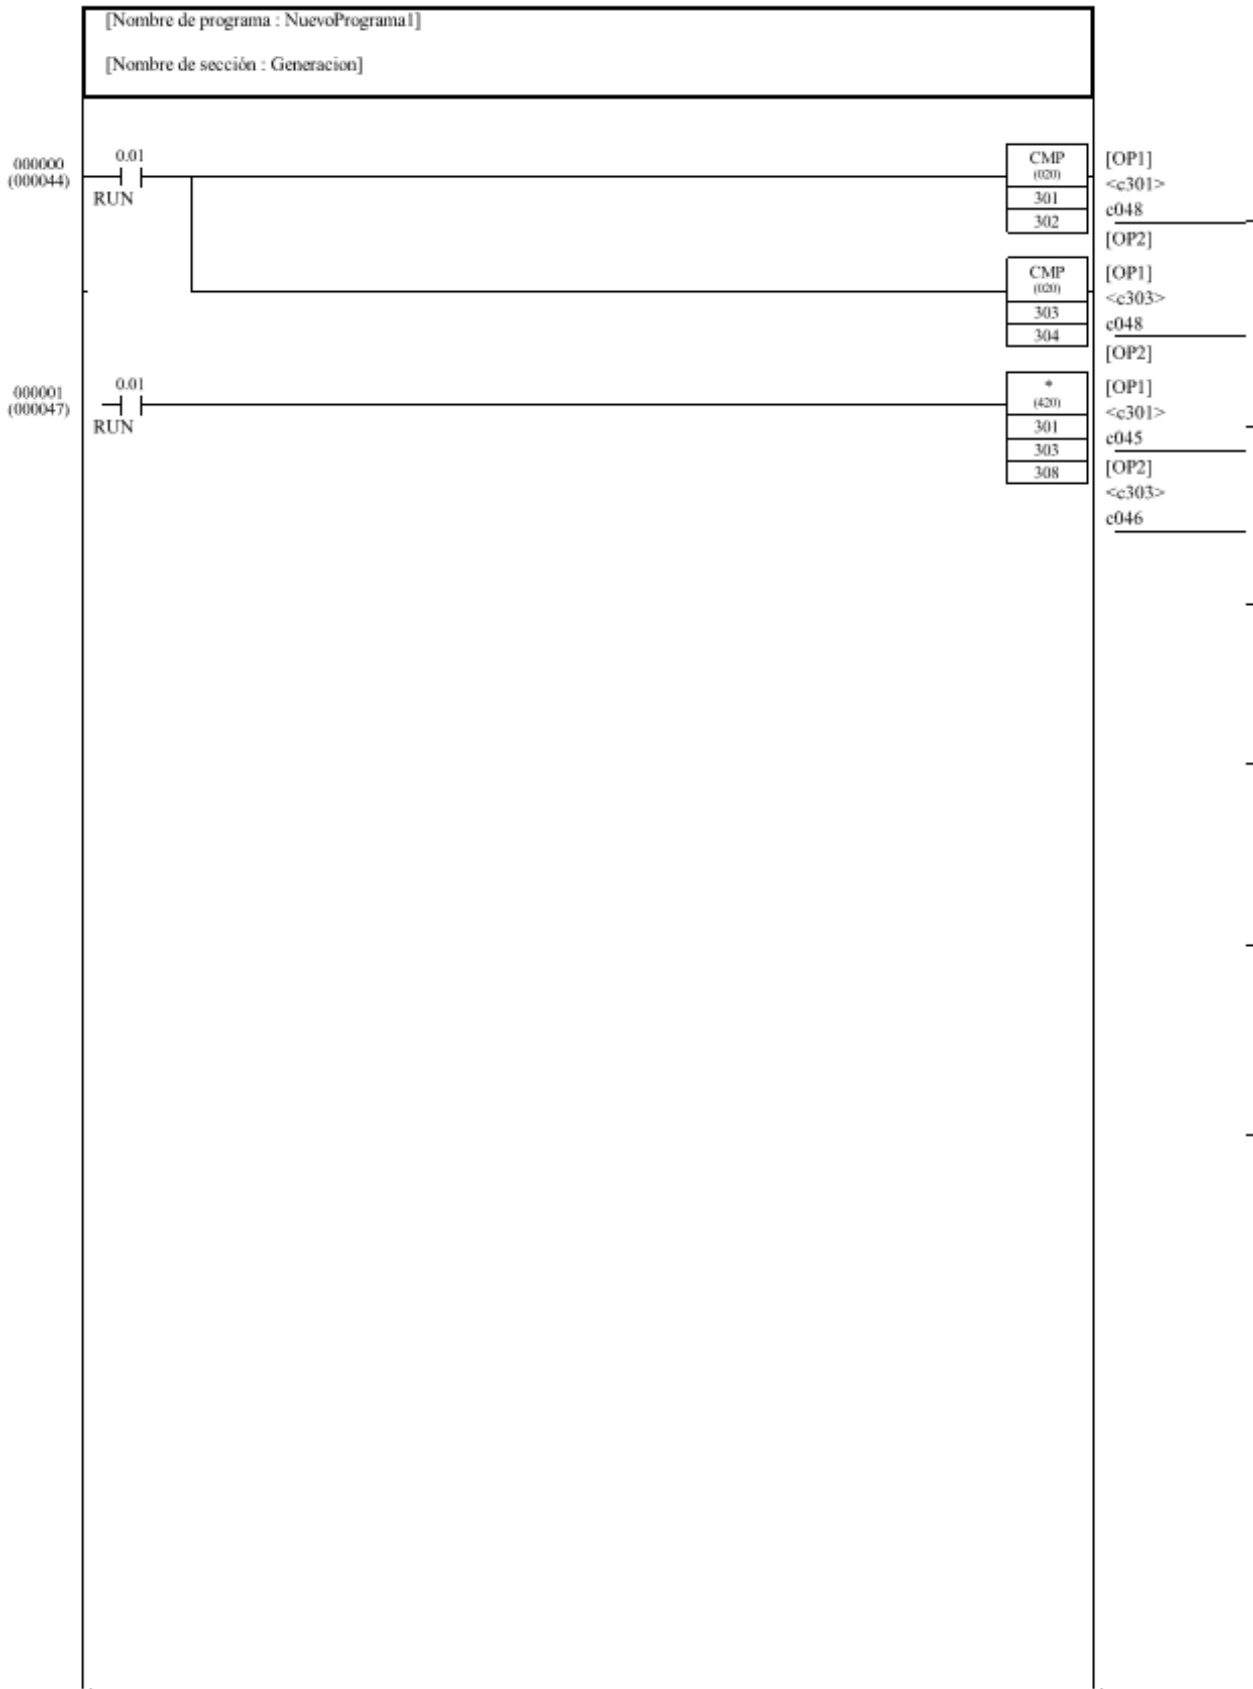 [Nombre de programa : NuevoPrograma1]
[Nombre de sección : Generacion]
000000
(000044)
0.01
RUN
CMP
(020)
301
302
[OP1]
<c301>
c048
[OP2]
CMP
(020)
303
304
[OP1]
<c303>
c048
[OP2]
000001
(000047)
0.01
RUN
*
(420)
301
303
308
[OP1]
<c301>
c045
[OP2]
<c303>
c046